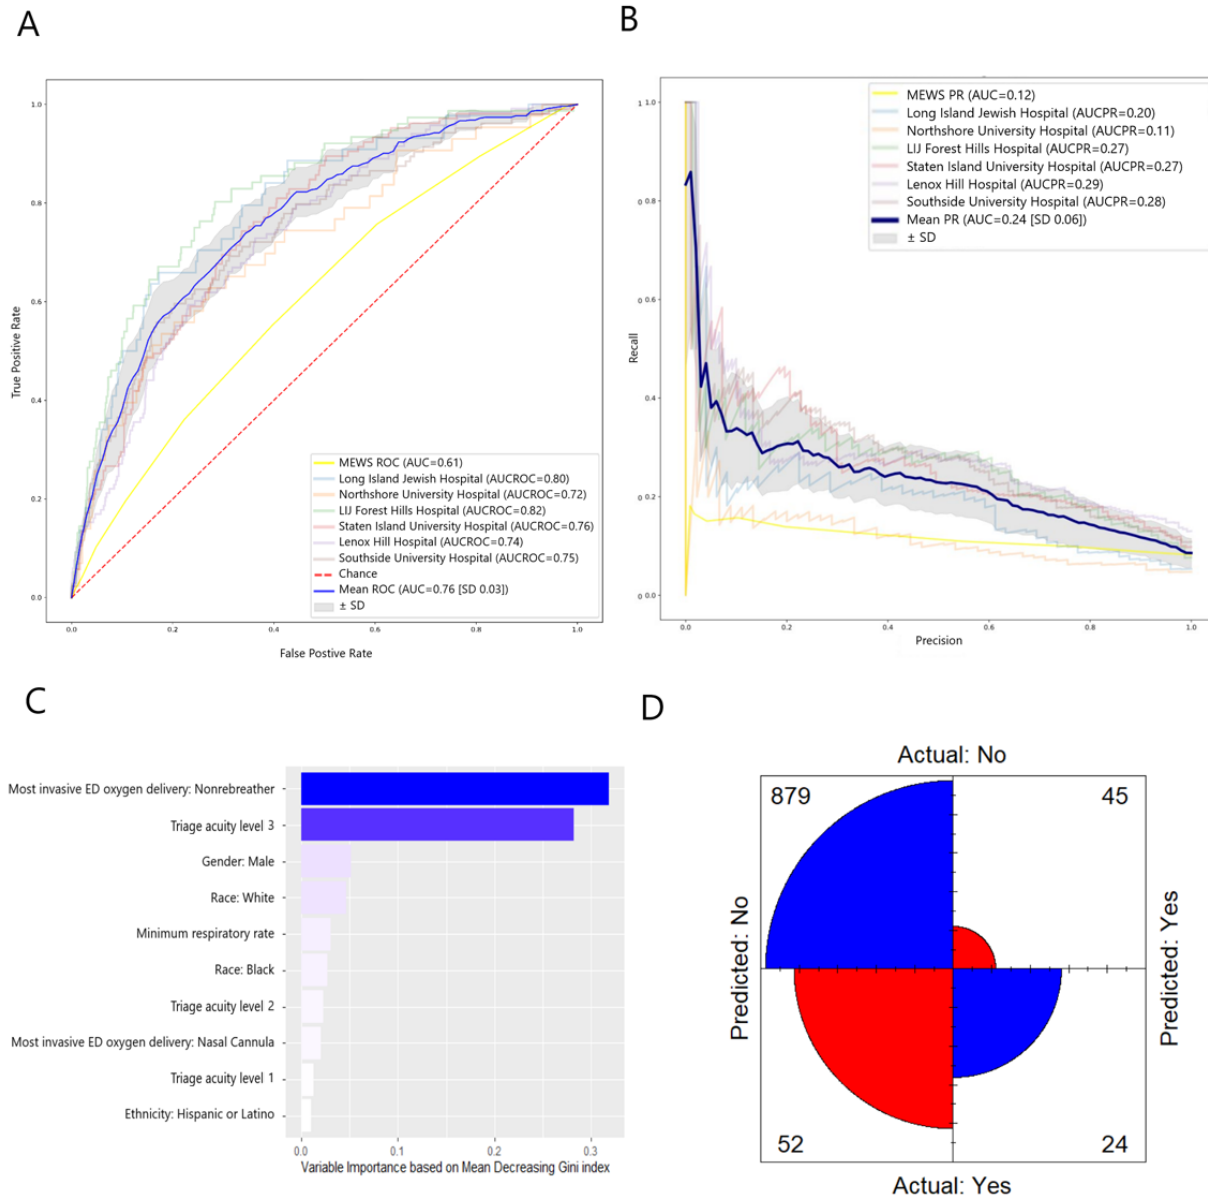 A
1.0
0.8
0.6
0.4
0.2
0.0
True Positive Rate
MEWS ROC (AUC=0.61)
Long Island Jewish Hospital (AUCROC=0.80)
Northshore University Hospital (AUCROC=0.72)
LIJ Forest Hills Hospital (AUCROC=0.82)
Staten Island University Hospital (AUCROC=0.76)
Lenox Hill Hospital (AUCROC=0.74)
Southside University Hospital (AUCROC=0.75)
Chance
Mean ROC (AUC=0.76 [SD 0.03])
± SD
0.0 0.2 0.4 0.6 0.8 1.0
False Postive Rate
B
1 0.0
0 0.8
0 0.6
0 0.4
0 0.2
0 0.0
Recall
MEWS PR (AUC=0.12)
Long Island Jewish Hospital (AUCPR=0.20)
Northshore University Hospital (AUCPR=0.11)
LIJ Forest Hills Hospital (AUCPR=0.27)
Staten Island University Hospital (AUCPR=0.27)
Lenox Hill Hospital (AUCPR=0.29)
Southside University Hospital (AUCPR=0.28)
Mean PR (AUC=0.24 [SD 0.06])
± SD
0.0 0.2 0.4 0.6 0.8 1.0
Precision
C
Most invasive ED oxygen delivery: Nonrebreather
Triage acuity level 3
Gender: Male
Race: White
Minimum respiratory rate
Race: Black
Triage acuity level 2
Most invasive ED oxygen delivery: Nasal Cannula
Triage acuity level 1
Ethnicity: Hispanic or Latino
0.0 0.1 0.2 0.3
Variable Importance based on Mean Decreasing Gini index
D
Actual: No
879 45
Predicted: No
Predicted: Yes
52 24
Actual: Yes